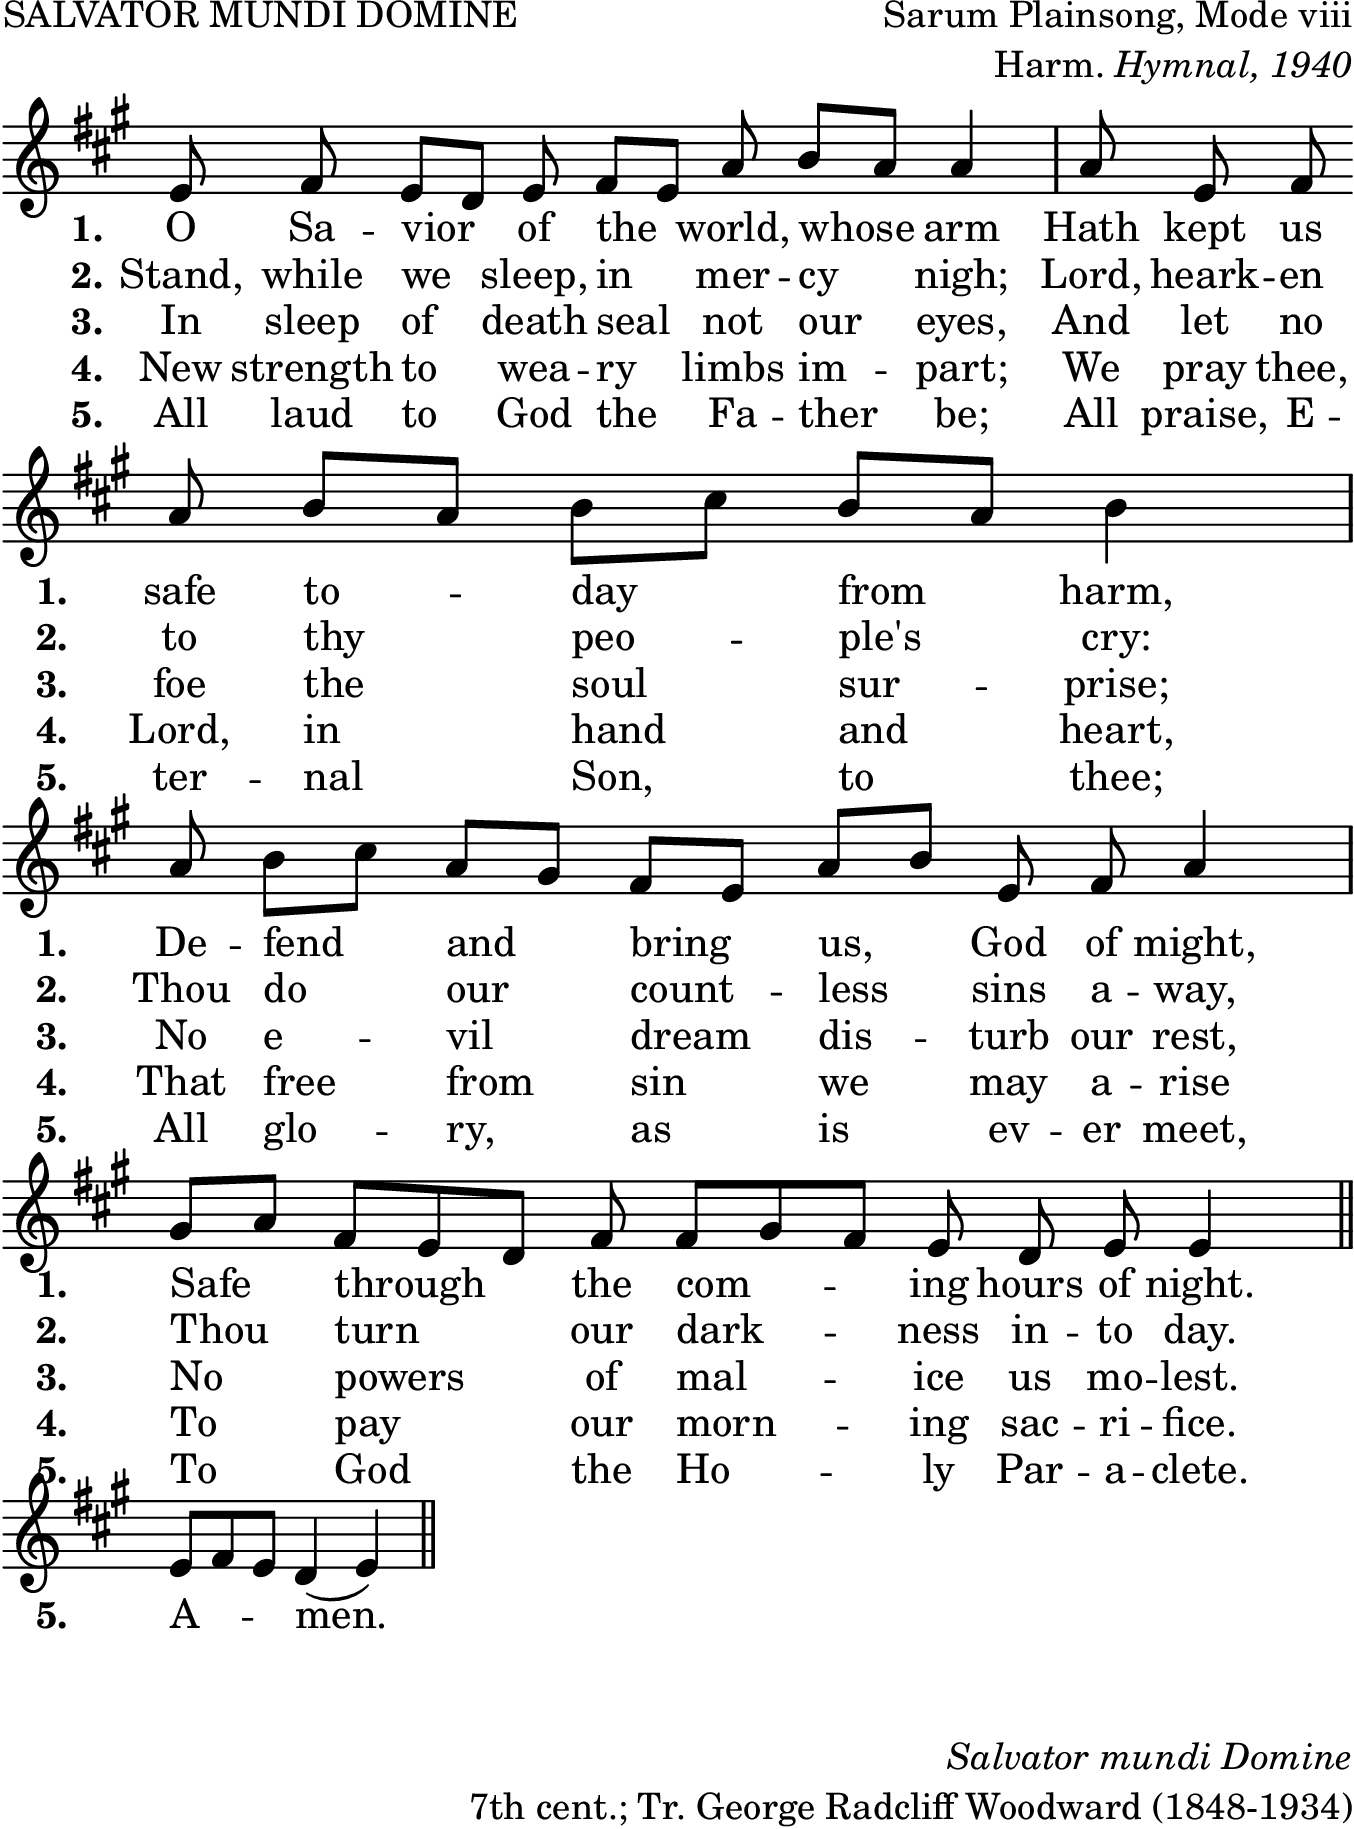 SALVATOR MUNDI DOMINE Sarum Plainsong, Mode viii
Harm. Hymnal, 1940
1. O Sa - vior of the world, whose arm Hath kept us
2. Stand, while we sleep, in mer - cy nigh; Lord, heark - en
3. In sleep of death seal not our eyes, And let no
4. New strength to wea - ry limbs im - part; We pray thee,
5. All laud to God the Fa - ther be; All praise, E -
1. safe to - day from harm,
2. to thy peo - ple's cry:
3. foe the soul sur - prise;
4. Lord, in hand and heart,
5. ter - nal Son, to thee;
1. De - fend and bring us, God of might,
2. Thou do our count - less sins a - way,
3. No e - vil dream dis - turb our rest,
4. That free from sin we may a - rise
5. All glo - ry, as is ev - er meet,
1. Safe through the com - ing hours of night.
2. Thou turn our dark - ness in - to day.
3. No powers of mal - ice us mo - lest.
4. To pay our morn - ing sac - ri - fice.
5. To God the Ho - ly Par - a - clete.
5. A - men.
Salvator mundi Domine
7th cent.; Tr. George Radcliff Woodward (1848-1934)